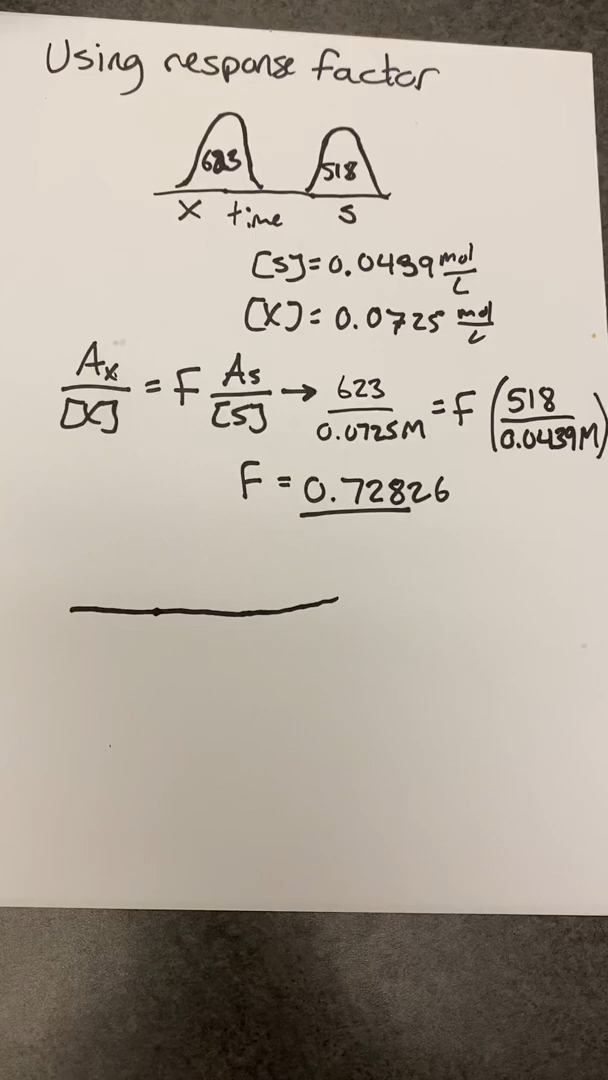 Using response factor
623 518
X time S
[S]=0.0439 mol/L
[X]=0.0725 mol/L
Ax/[X] = F As/[S] → 623/0.0725M = F (518/0.0439M)
F = 0.72826